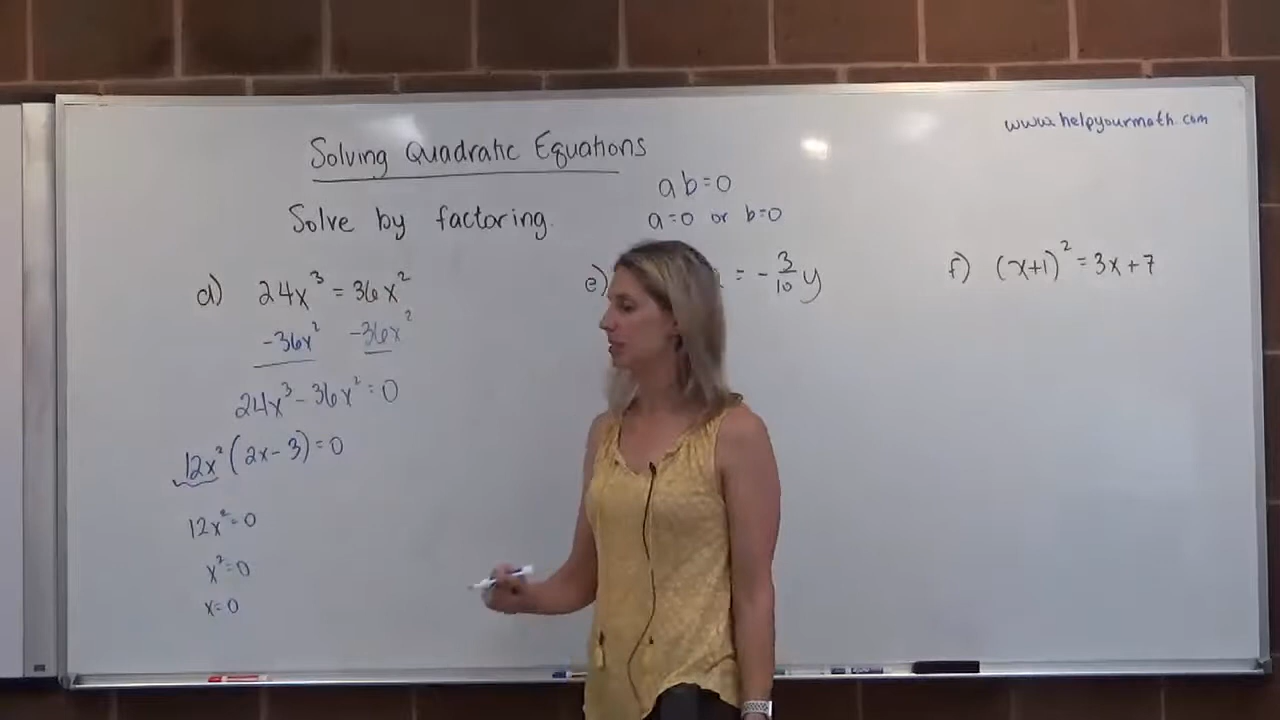 www.helpyourmath.com
Solving Quadratic Equations
Solve by factoring.
ab=0
a=0 or b=0
d) 24x³ = 36x²
-36x² -36x²
24x³ - 36x² = 0
12x² (2x - 3) = 0
12x² = 0
x² = 0
x = 0
e) = - 3/10 y
f) (x+1)² = 3x + 7